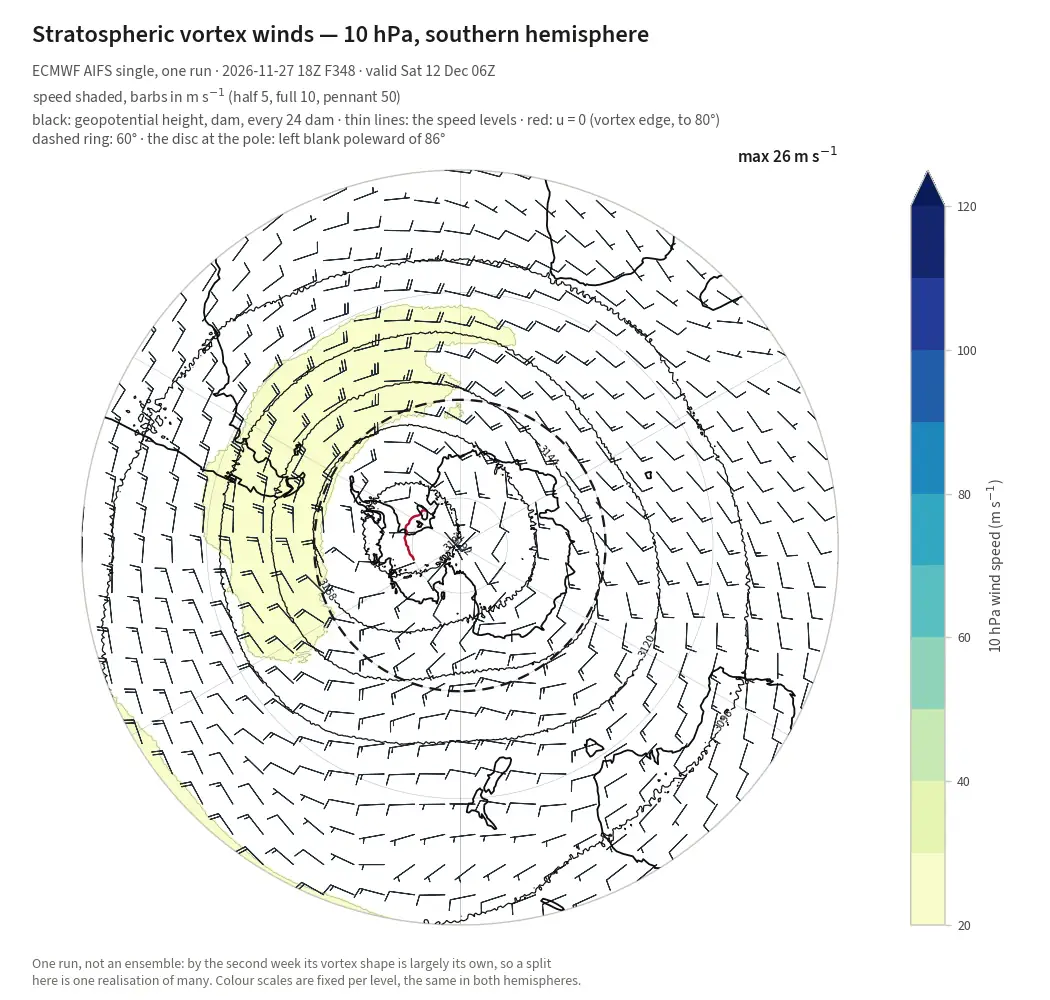 Stratospheric vortex winds — 10 hPa, southern hemisphere
ECMWF AIFS single, one run · 2026-11-27 18Z F348 · valid Sat 12 Dec 06Z
speed shaded, barbs in m s⁻¹ (half 5, full 10, pennant 50)
black: geopotential height, dam, every 24 dam · thin lines: the speed levels · red: u = 0 (vortex edge, to 80°)
dashed ring: 60° · the disc at the pole: left blank poleward of 86°
max 26 m s⁻¹
120
100
80
60
40
20
10 hPa wind speed (m s⁻¹)
3144
3168
3120
3096
One run, not an ensemble: by the second week its vortex shape is largely its own, so a split
here is one realisation of many. Colour scales are fixed per level, the same in both hemispheres.